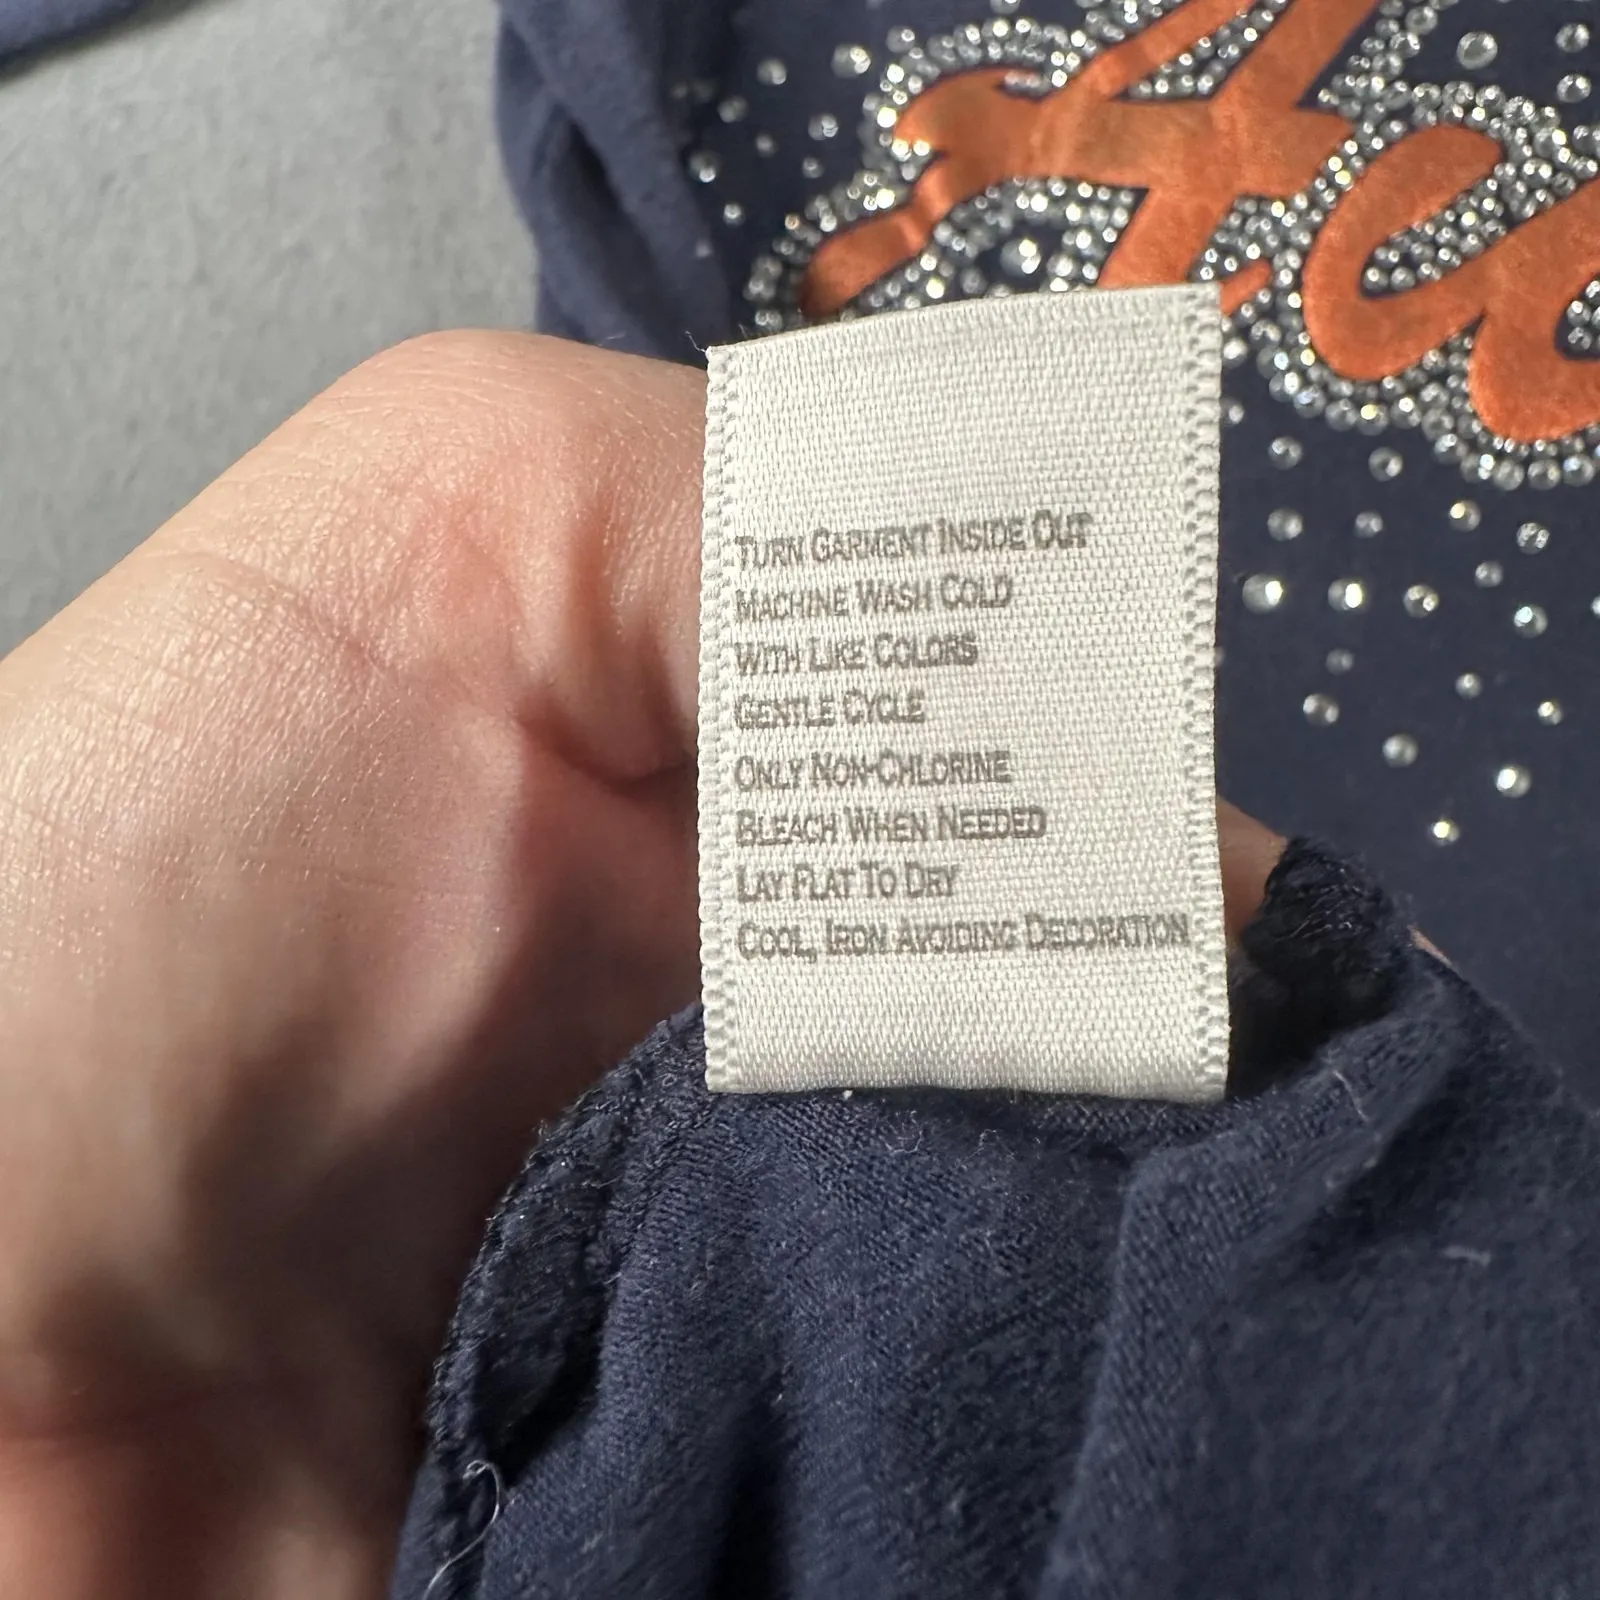 Au
TURN GARMENT INSIDE OUT
MACHINE WASH COLD
WITH LIKE COLORS
GENTLE CYCLE
ONLY NON-CHLORINE
BLEACH WHEN NEEDED
LAY FLAT TO DRY
COOL, IRON AVOIDING DECORATION